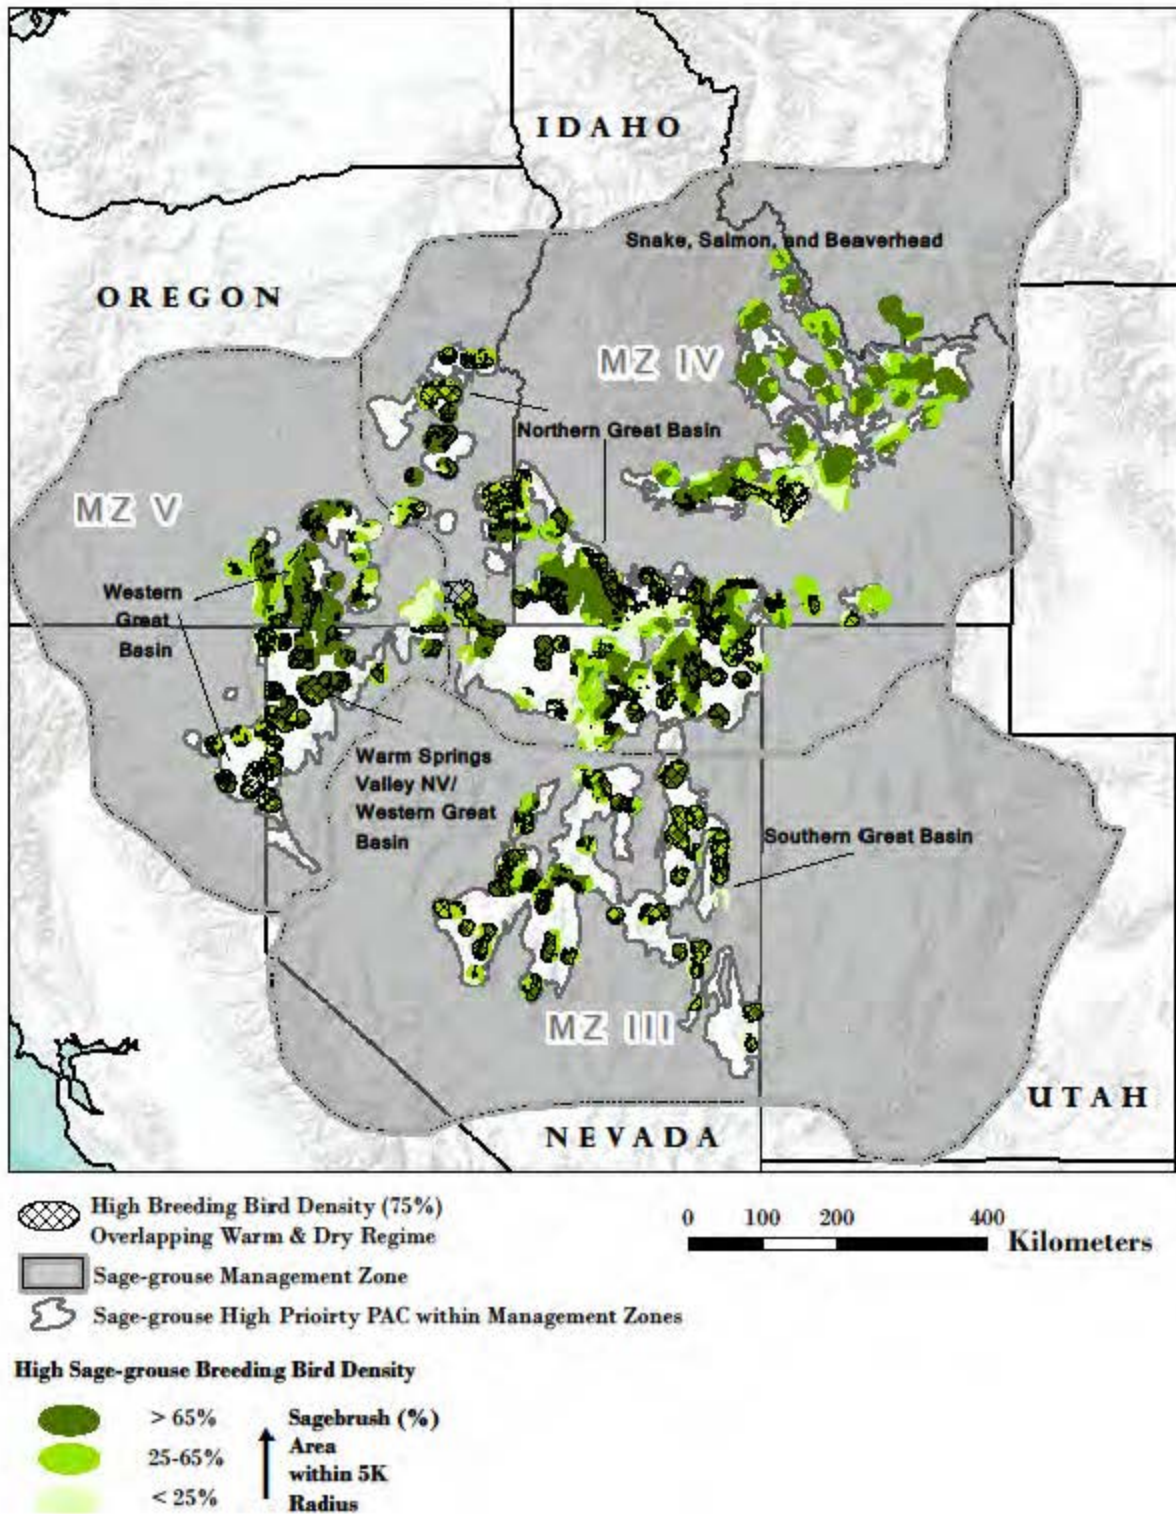 IDAHO
Snake, Salmon, and Beaverhead
OREGON
MZ IV
Northern Great Basin
MZ V
Western
Great
Basin
Warm Springs
Valley NV/
Western Great
Basin
Southern Great Basin
MZ III
UTAH
NEVADA
High Breeding Bird Density (75%)
Overlapping Warm & Dry Regime
0 100 200 400
Kilometers
Sage-grouse Management Zone
Sage-grouse High Prioirty PAC within Management Zones
High Sage-grouse Breeding Bird Density
> 65%
25-65%
< 25%
Sagebrush (%)
Area
within 5K
Radius